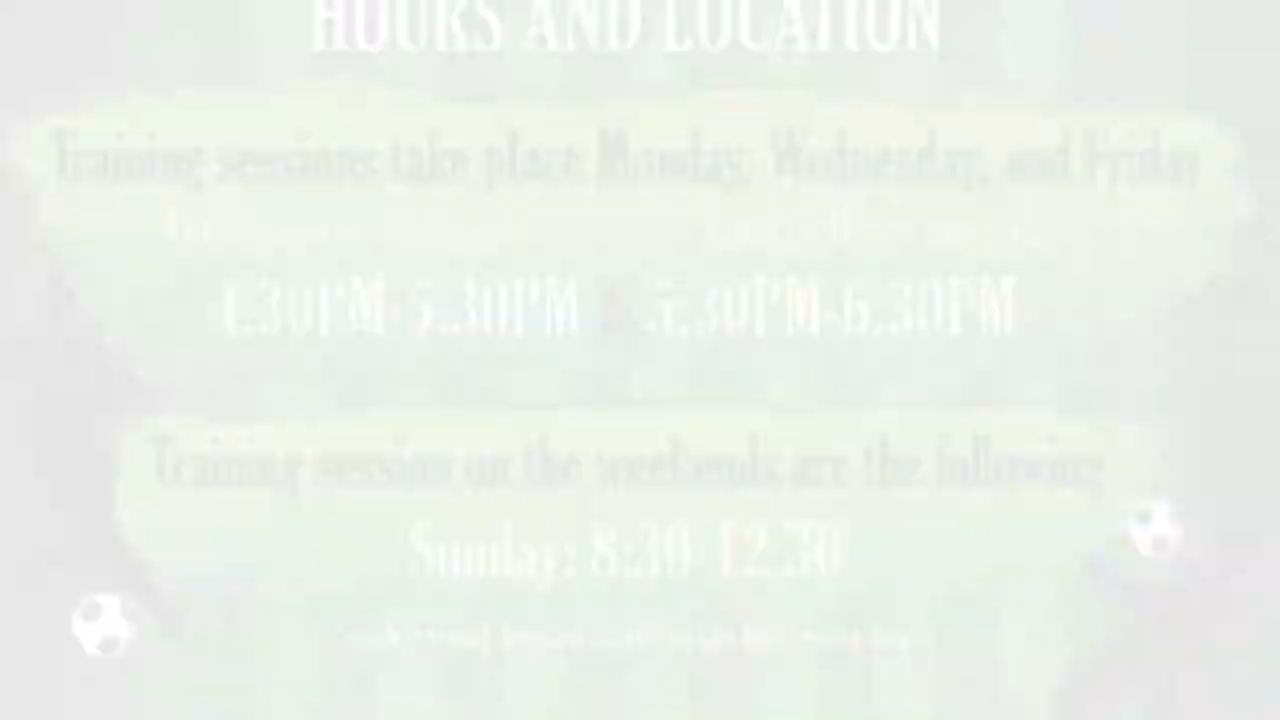 HOURS AND LOCATION
Training sessions take place Monday, Wednesday, and Friday
4.30PM-5.30PM 5.30PM-6.30PM
Training session on the weekends are the following
Sunday: 8:30-12.30